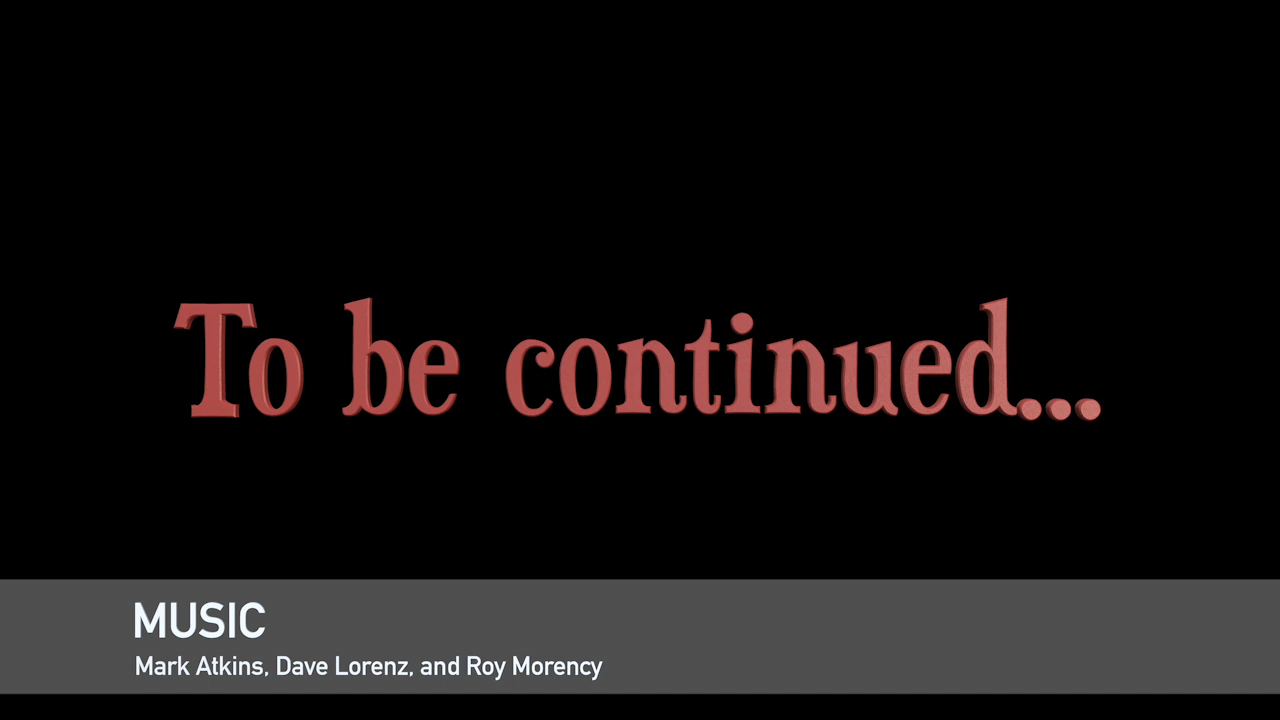 To be continued...
MUSIC
Mark Atkins, Dave Lorenz, and Roy Morency